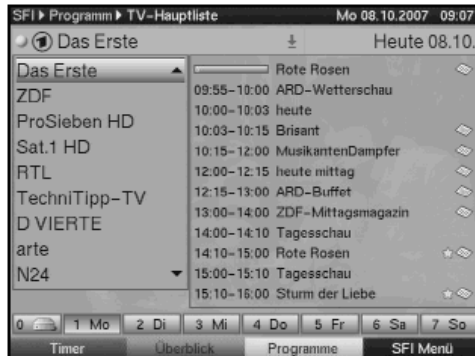 SFI Programm TV-Hauptliste Mo 08.10.2007 09:07
1 Das Erste Heute 08.10.
Das Erste
ZDF
ProSieben HD
Sat.1 HD
RTL
TechniTipp-TV
D VIERTE
arte
N24
Rote Rosen
09:55-10:00 ARD-Wetterschau
10:00-10:03 heute
10:03-10:15 Brisant
10:15-12:00 MusikantenDampfer
12:00-12:15 heute mittag
12:15-13:00 ARD-Buffet
13:00-14:00 ZDF-Mittagsmagazin
14:00-14:10 Tagesschau
14:10-15:00 Rote Rosen
15:00-15:10 Tagesschau
15:10-16:00 Sturm der Liebe
0 1 Mo 2 Di 3 Mi 4 Do 5 Fr 6 Sa 7 So
Timer Überblick Programme SFI Menü